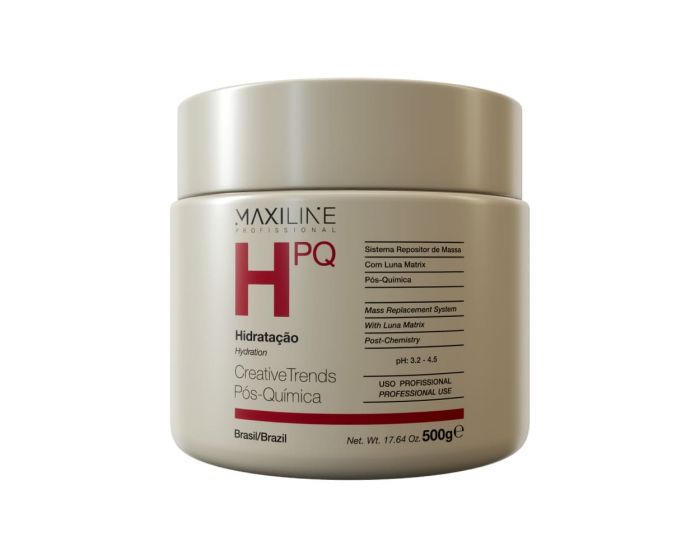 MAXILINE
PROFISSIONAL
HPQ
Hidratação
Hydration
CreativeTrends
Pós-Química
Brasil/Brazil
Sistema Repositor de Massa
Com Luna Matrix
Pós-Química
Mass Replacement System
With Luna Matrix
Post-Chemistry
pH: 3.2 - 4.5
USO PROFISSIONAL
PROFESSIONAL USE
Net. Wt. 17.64 Oz. 500g℮